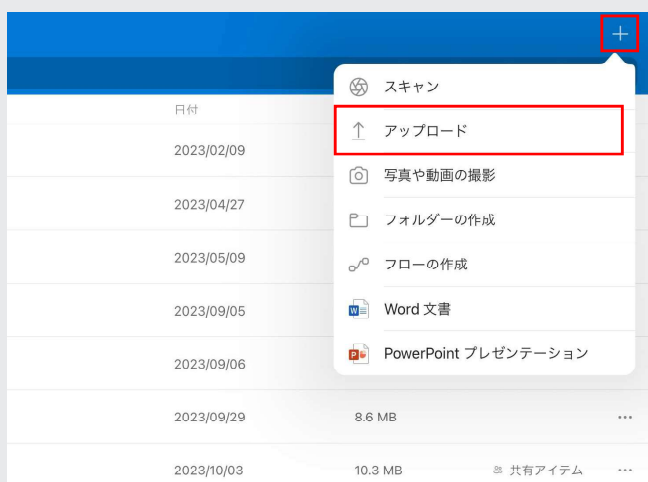 日付
2023/02/09
2023/04/27
2023/05/09
2023/09/05
2023/09/06
2023/09/29 8.6 MB
2023/10/03 10.3 MB 共有アイテム
スキャン
アップロード
写真や動画の撮影
フォルダーの作成
フローの作成
Word 文書
PowerPoint プレゼンテーション